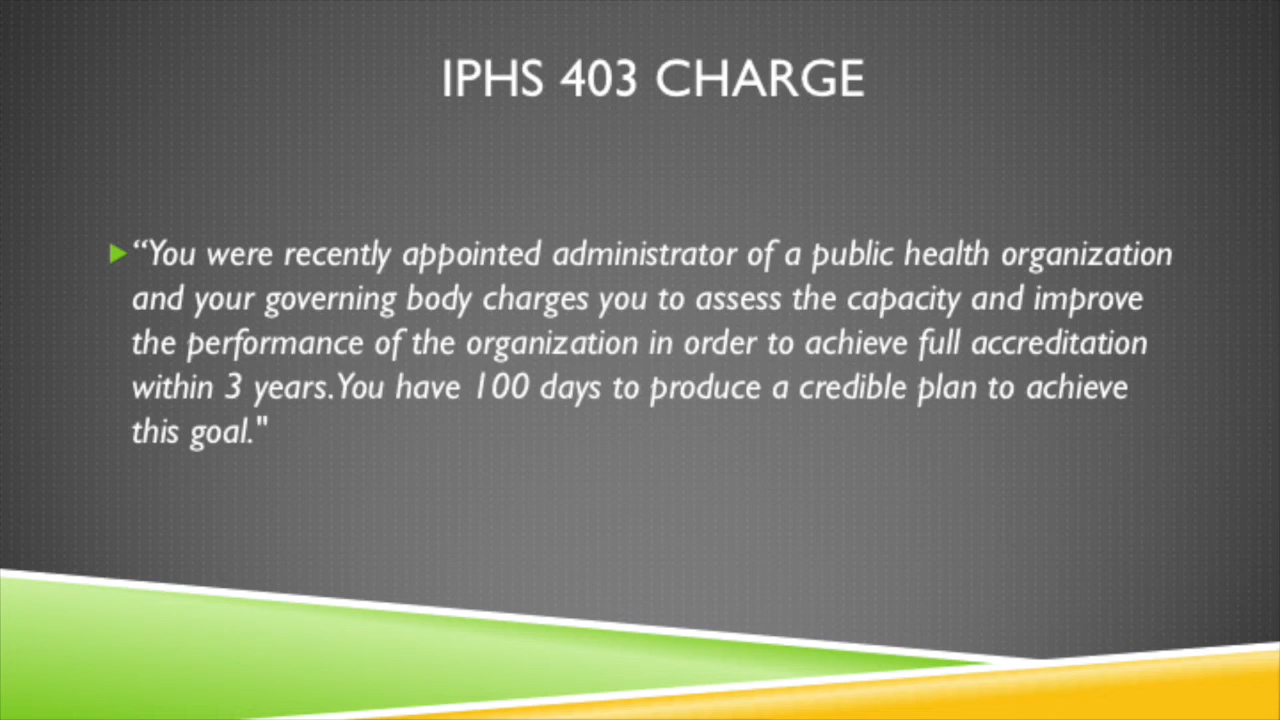 IPHS 403 CHARGE
“You were recently appointed administrator of a public health organization
and your governing body charges you to assess the capacity and improve
the performance of the organization in order to achieve full accreditation
within 3 years. You have 100 days to produce a credible plan to achieve
this goal."